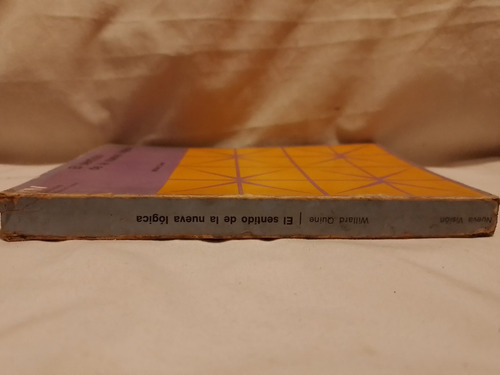 El sentido de la nueva lógica | Willard Quine Nueva Visión